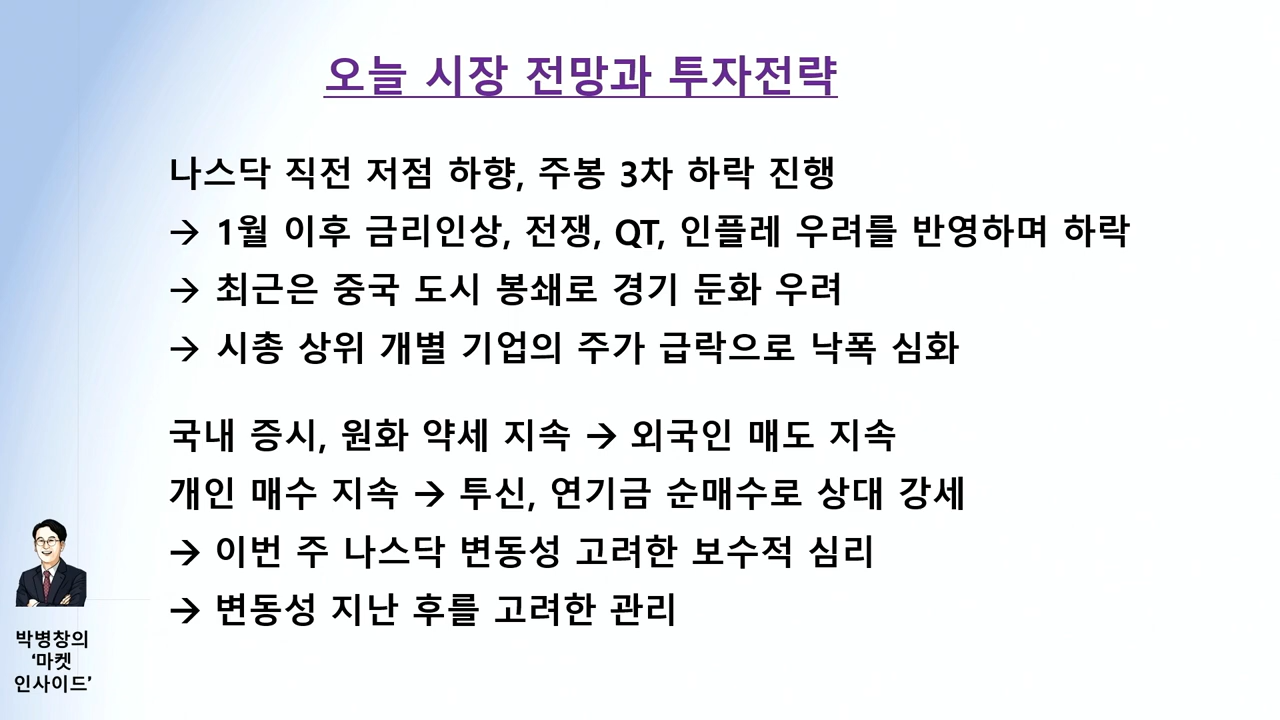 오늘 시장 전망과 투자전략
나스닥 직전 저점 하향, 주봉 3차 하락 진행
→ 1월 이후 금리인상, 전쟁, QT, 인플레 우려를 반영하며 하락
→ 최근은 중국 도시 봉쇄로 경기 둔화 우려
→ 시총 상위 개별 기업의 주가 급락으로 낙폭 심화
국내 증시, 원화 약세 지속 → 외국인 매도 지속
개인 매수 지속 → 투신, 연기금 순매수로 상대 강세
→ 이번 주 나스닥 변동성 고려한 보수적 심리
→ 변동성 지난 후를 고려한 관리
박병창의
‘마켓
인사이드’